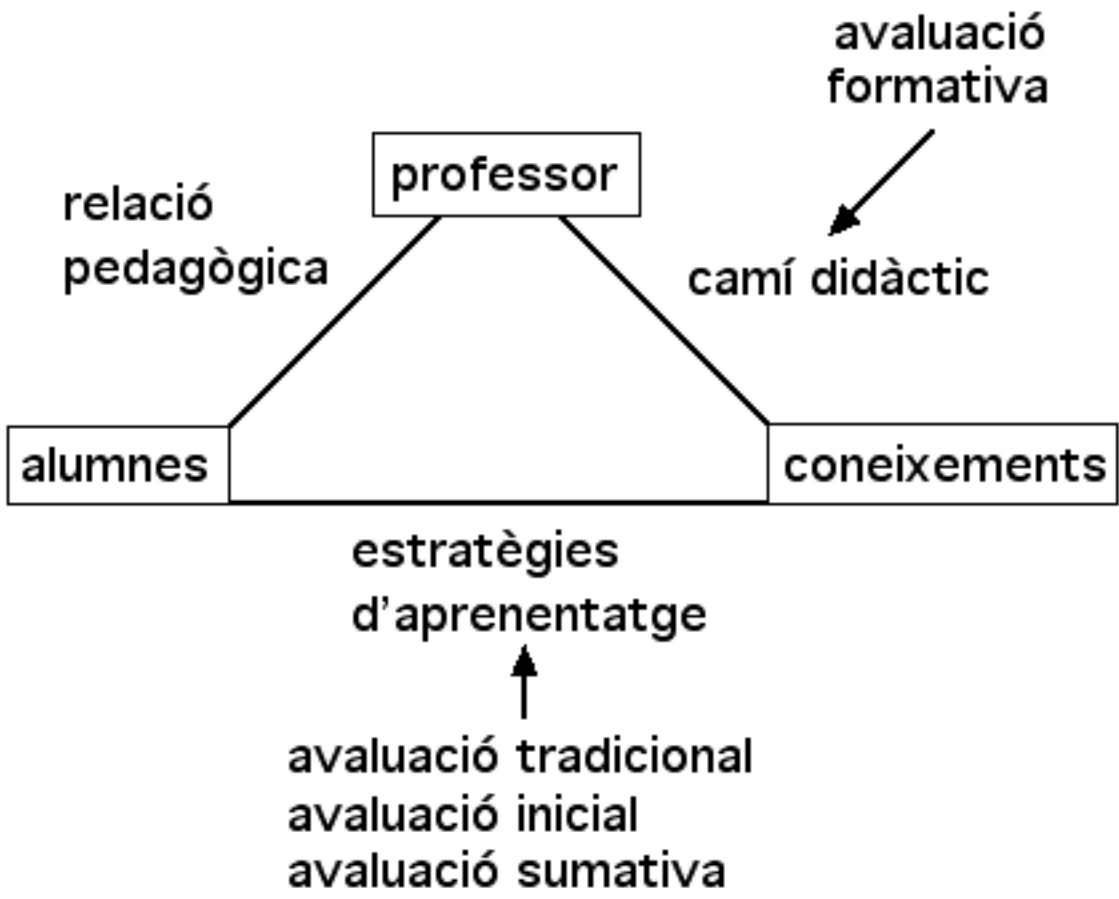 avaluació
formativa
professor
relació
pedagògica
camí didàctic
alumnes
coneixements
estratègies
d'aprenentatge
avaluació tradicional
avaluació inicial
avaluació sumativa